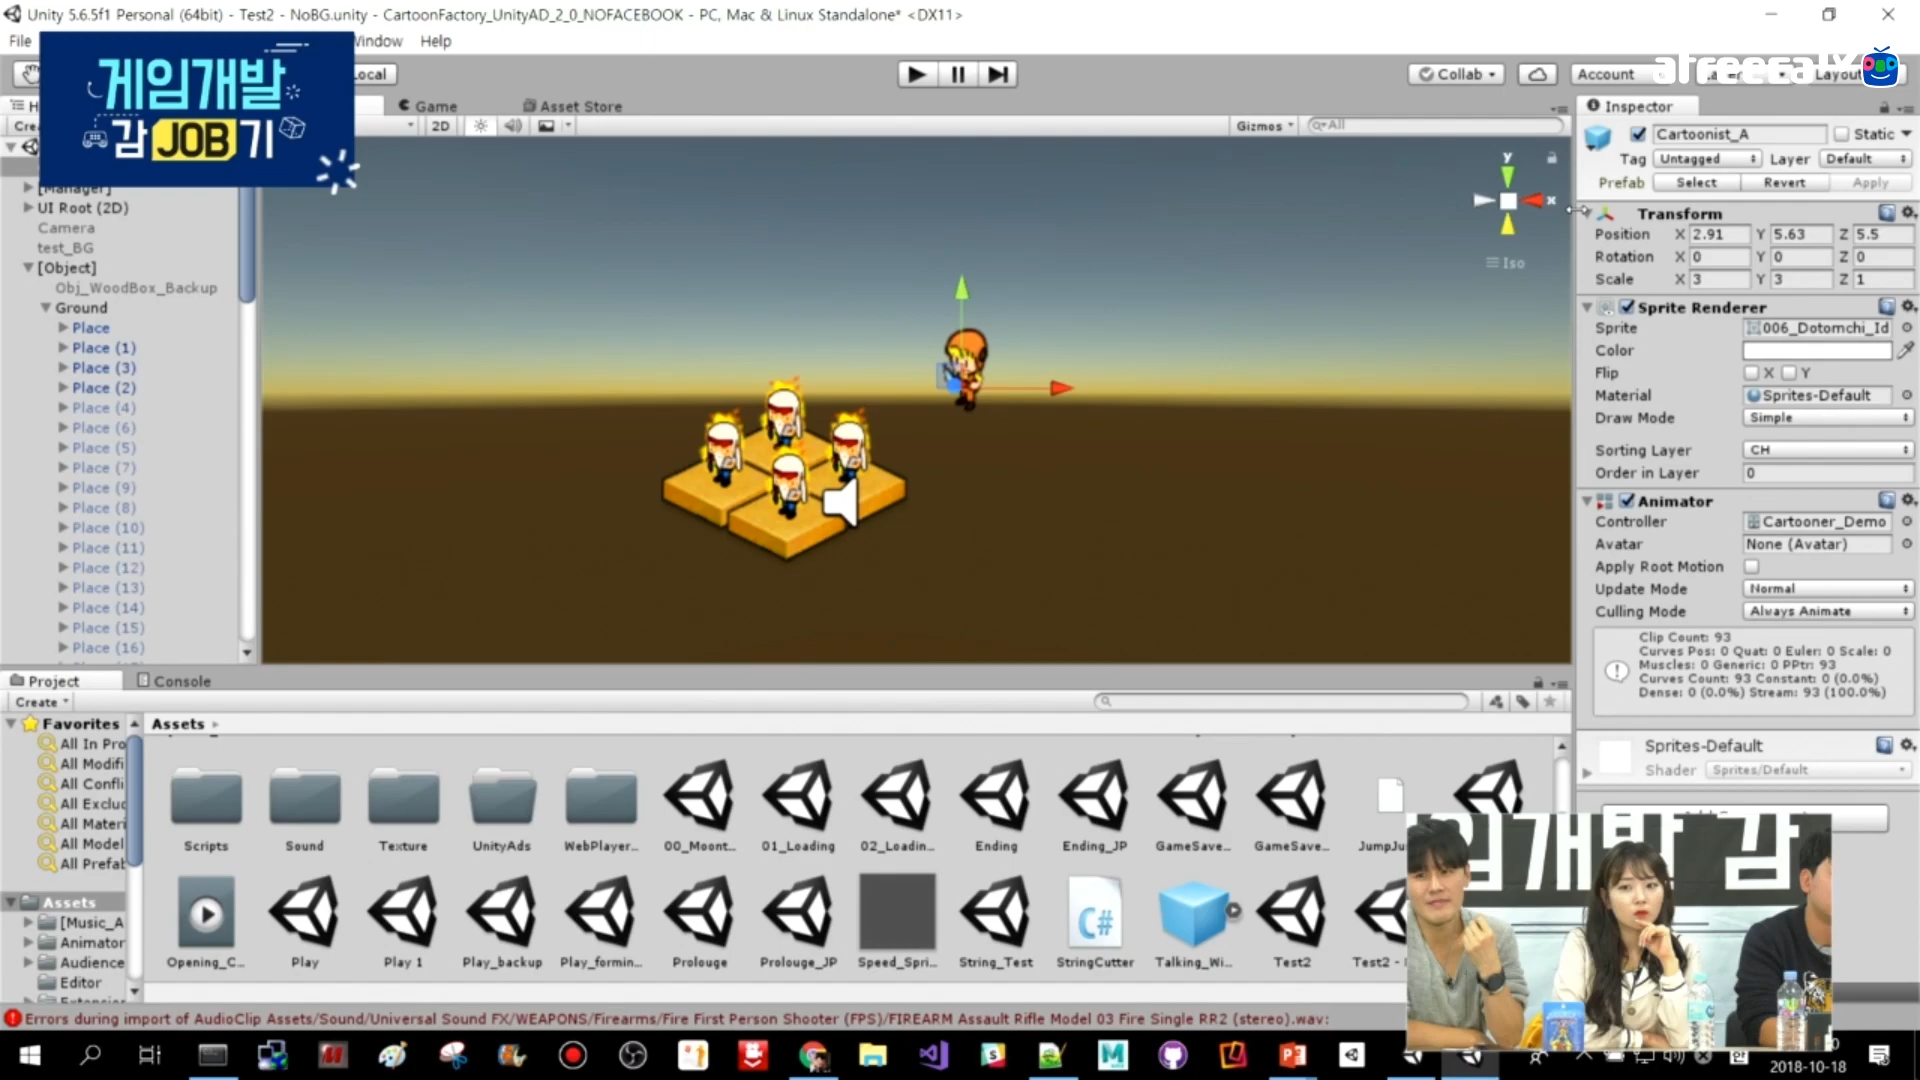 Unity 5.6.5f1 Personal (64bit) - Test2 - NoBG.unity - CartoonFactory_UnityAD_2_0_NOFACEBOOK - PC, Mac & Linux Standalone* <DX11>
File
Window Help
게임개발
감JOB기
Local
Collab
Account
Layout
afreecaTV
Game
Asset Store
2D
Gizmos
All
Inspector
Cartoonist_A
Static
Tag Untagged Layer Default
Prefab Select Revert Apply
Transform
Position X 2.91 Y 5.63 Z 5.5
Rotation X 0 Y 0 Z 0
Scale X 3 Y 3 Z 1
Sprite Renderer
Sprite 006_Dotomchi_Id
Color
Flip X Y
Material Sprites-Default
Draw Mode Simple
Sorting Layer CH
Order in Layer 0
Animator
Controller Cartooner_Demo
Avatar None (Avatar)
Apply Root Motion
Update Mode Normal
Culling Mode Always Animate
Clip Count: 93
Curves Pos: 0 Quat: 0 Euler: 0 Scale: 0
Muscles: 0 Generic: 0 PPtr: 93
Curves Count: 93 Constant: 0 (0.0%)
Dense: 0 (0.0%) Stream: 93 (100.0%)
Sprites-Default
Shader Sprites/Default
y
x
Iso
[Manager]
UI Root (2D)
Camera
test_BG
[Object]
Obj_WoodBox_Backup
Ground
Place
Place (1)
Place (3)
Place (2)
Place (4)
Place (6)
Place (5)
Place (7)
Place (9)
Place (8)
Place (10)
Place (11)
Place (12)
Place (13)
Place (14)
Place (15)
Place (16)
Project
Console
Create
Favorites
All In Pro
All Modifi
All Confli
All Exclud
All Materi
All Model
All Prefab
Assets
[Music_A
Animator
Audience
Editor
Assets
Scripts
Sound
Texture
UnityAds
WebPlayer...
00_Moont...
01_Loading
02_Loadin...
Ending
Ending_JP
GameSave...
GameSave...
JumpJu
Opening_C...
Play
Play 1
Play_backup
Play_formin...
Prolouge
Prolouge_JP
Speed_Spri...
String_Test
C#
StringCutter
Talking_Wi...
Test2
Test2 -
임개발 감
Errors during import of AudioClip Assets/Sound/Universal Sound FX/WEAPONS/Firearms/Fire First Person Shooter (FPS)/FIREARM Assault Rifle Model 03 Fire Single RR2 (stereo).wav:
2018-10-18